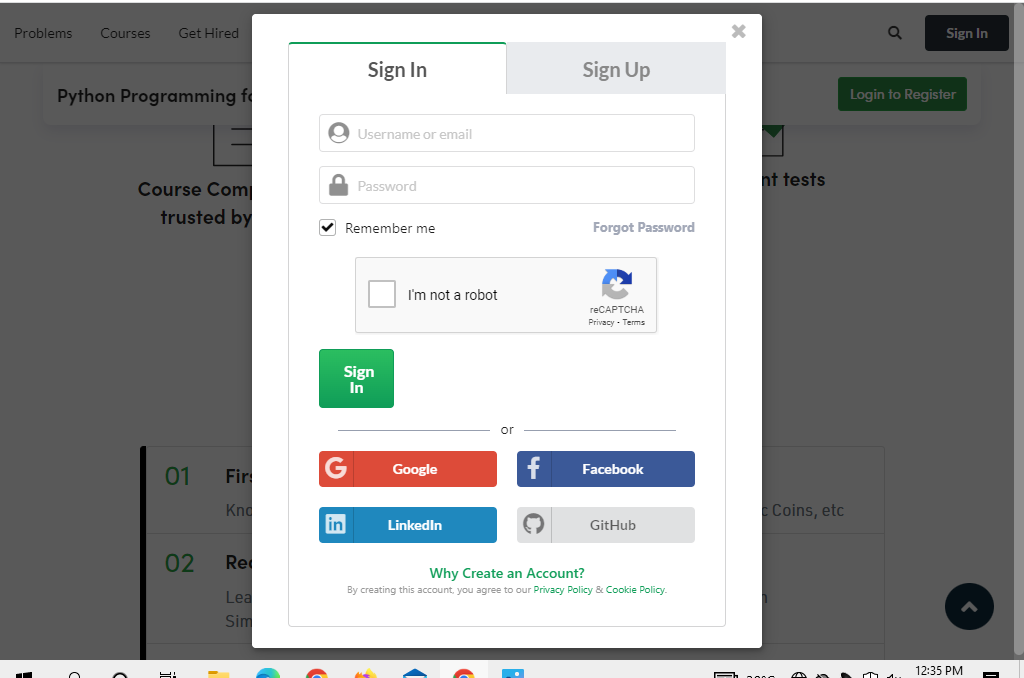 Problems Courses Get Hired Sign In
Python Programming fo
Login to Register
Course Comp
trusted by
nt tests
Sign In Sign Up
Username or email
Password
Remember me Forgot Password
I'm not a robot
reCAPTCHA
Privacy - Terms
Sign
In
or
Google Facebook
LinkedIn GitHub
Why Create an Account?
By creating this account, you agree to our Privacy Policy & Cookie Policy.
01 Firs
Kno
c Coins, etc
02 Rec
Lea
Sim
12:35 PM